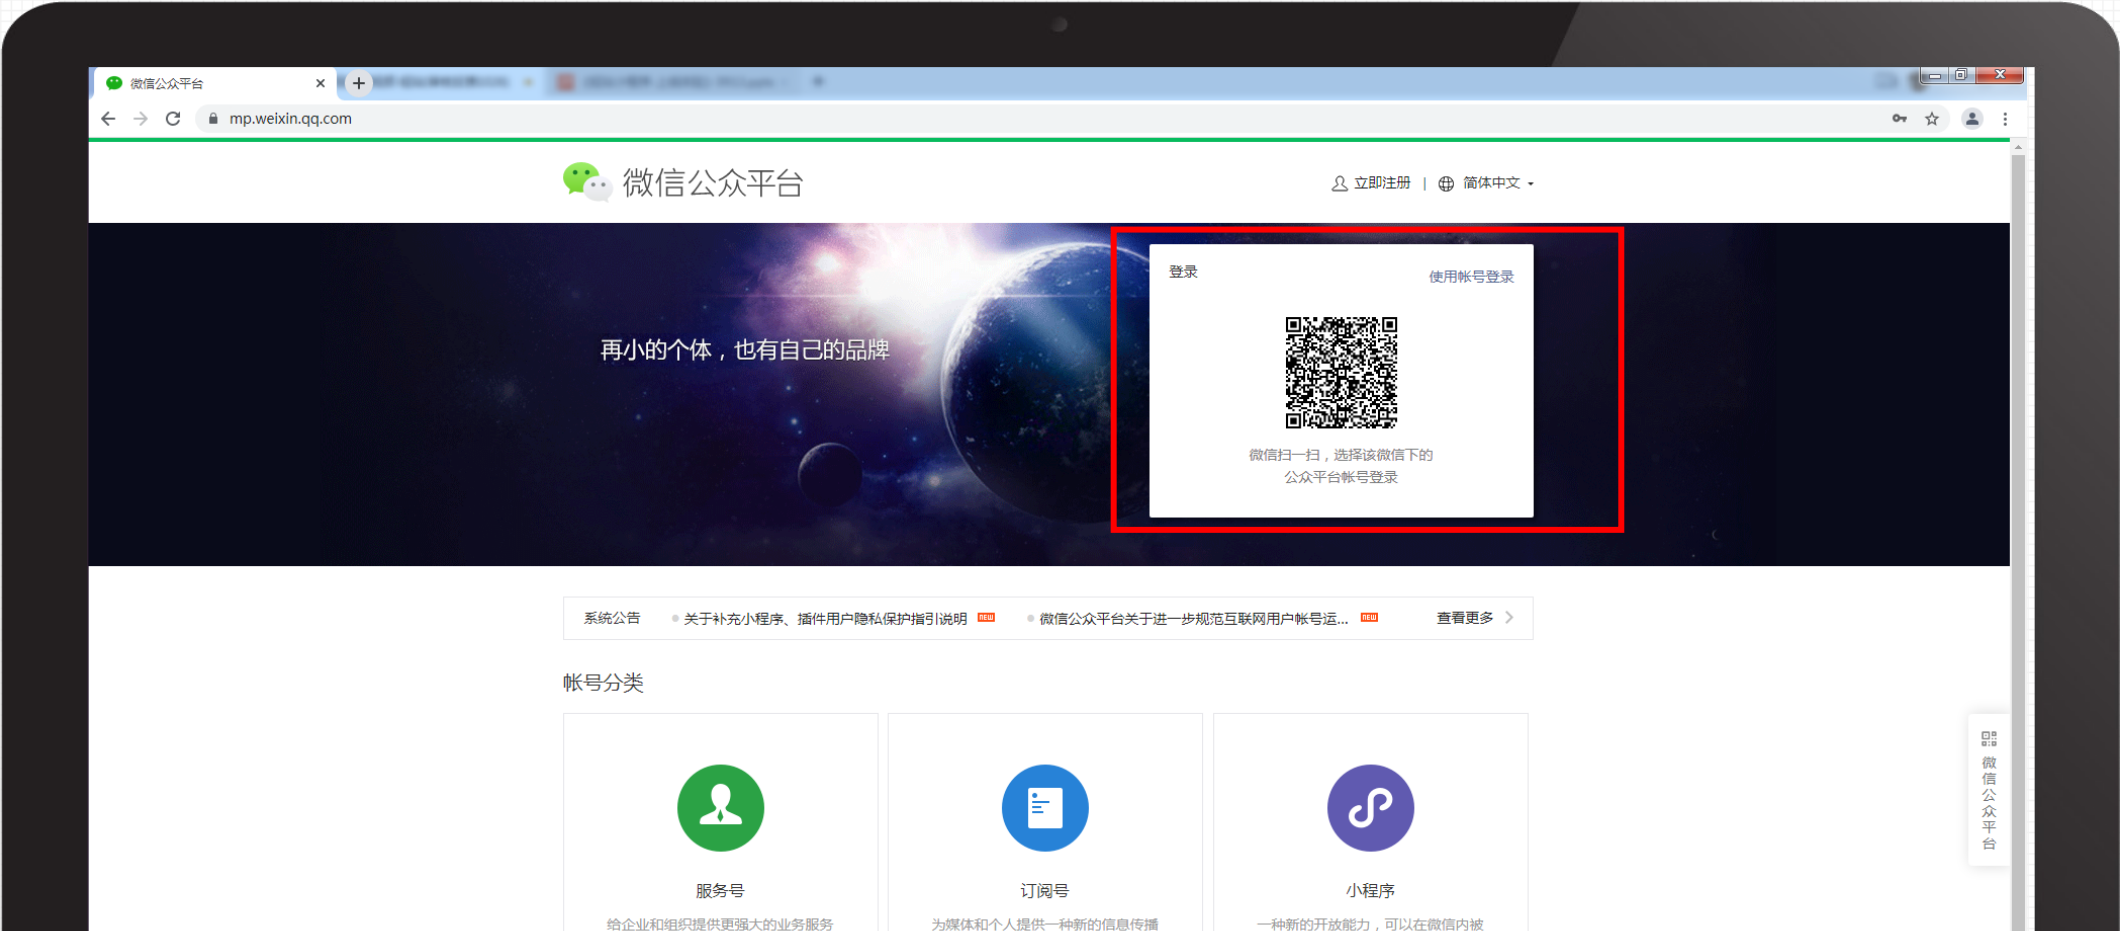 微信公众平台
mp.weixin.qq.com
微信公众平台
立即注册 | 简体中文
登录
使用帐号登录
再小的个体，也有自己的品牌
微信扫一扫，选择该微信下的
公众平台帐号登录
系统公告
关于补充小程序、插件用户隐私保护指引说明 NEW
微信公众平台关于进一步规范互联网用户帐号运... NEW
查看更多
帐号分类
服务号
给企业和组织提供更强大的业务服务
订阅号
为媒体和个人提供一种新的信息传播
小程序
一种新的开放能力，可以在微信内被
微信公众平台